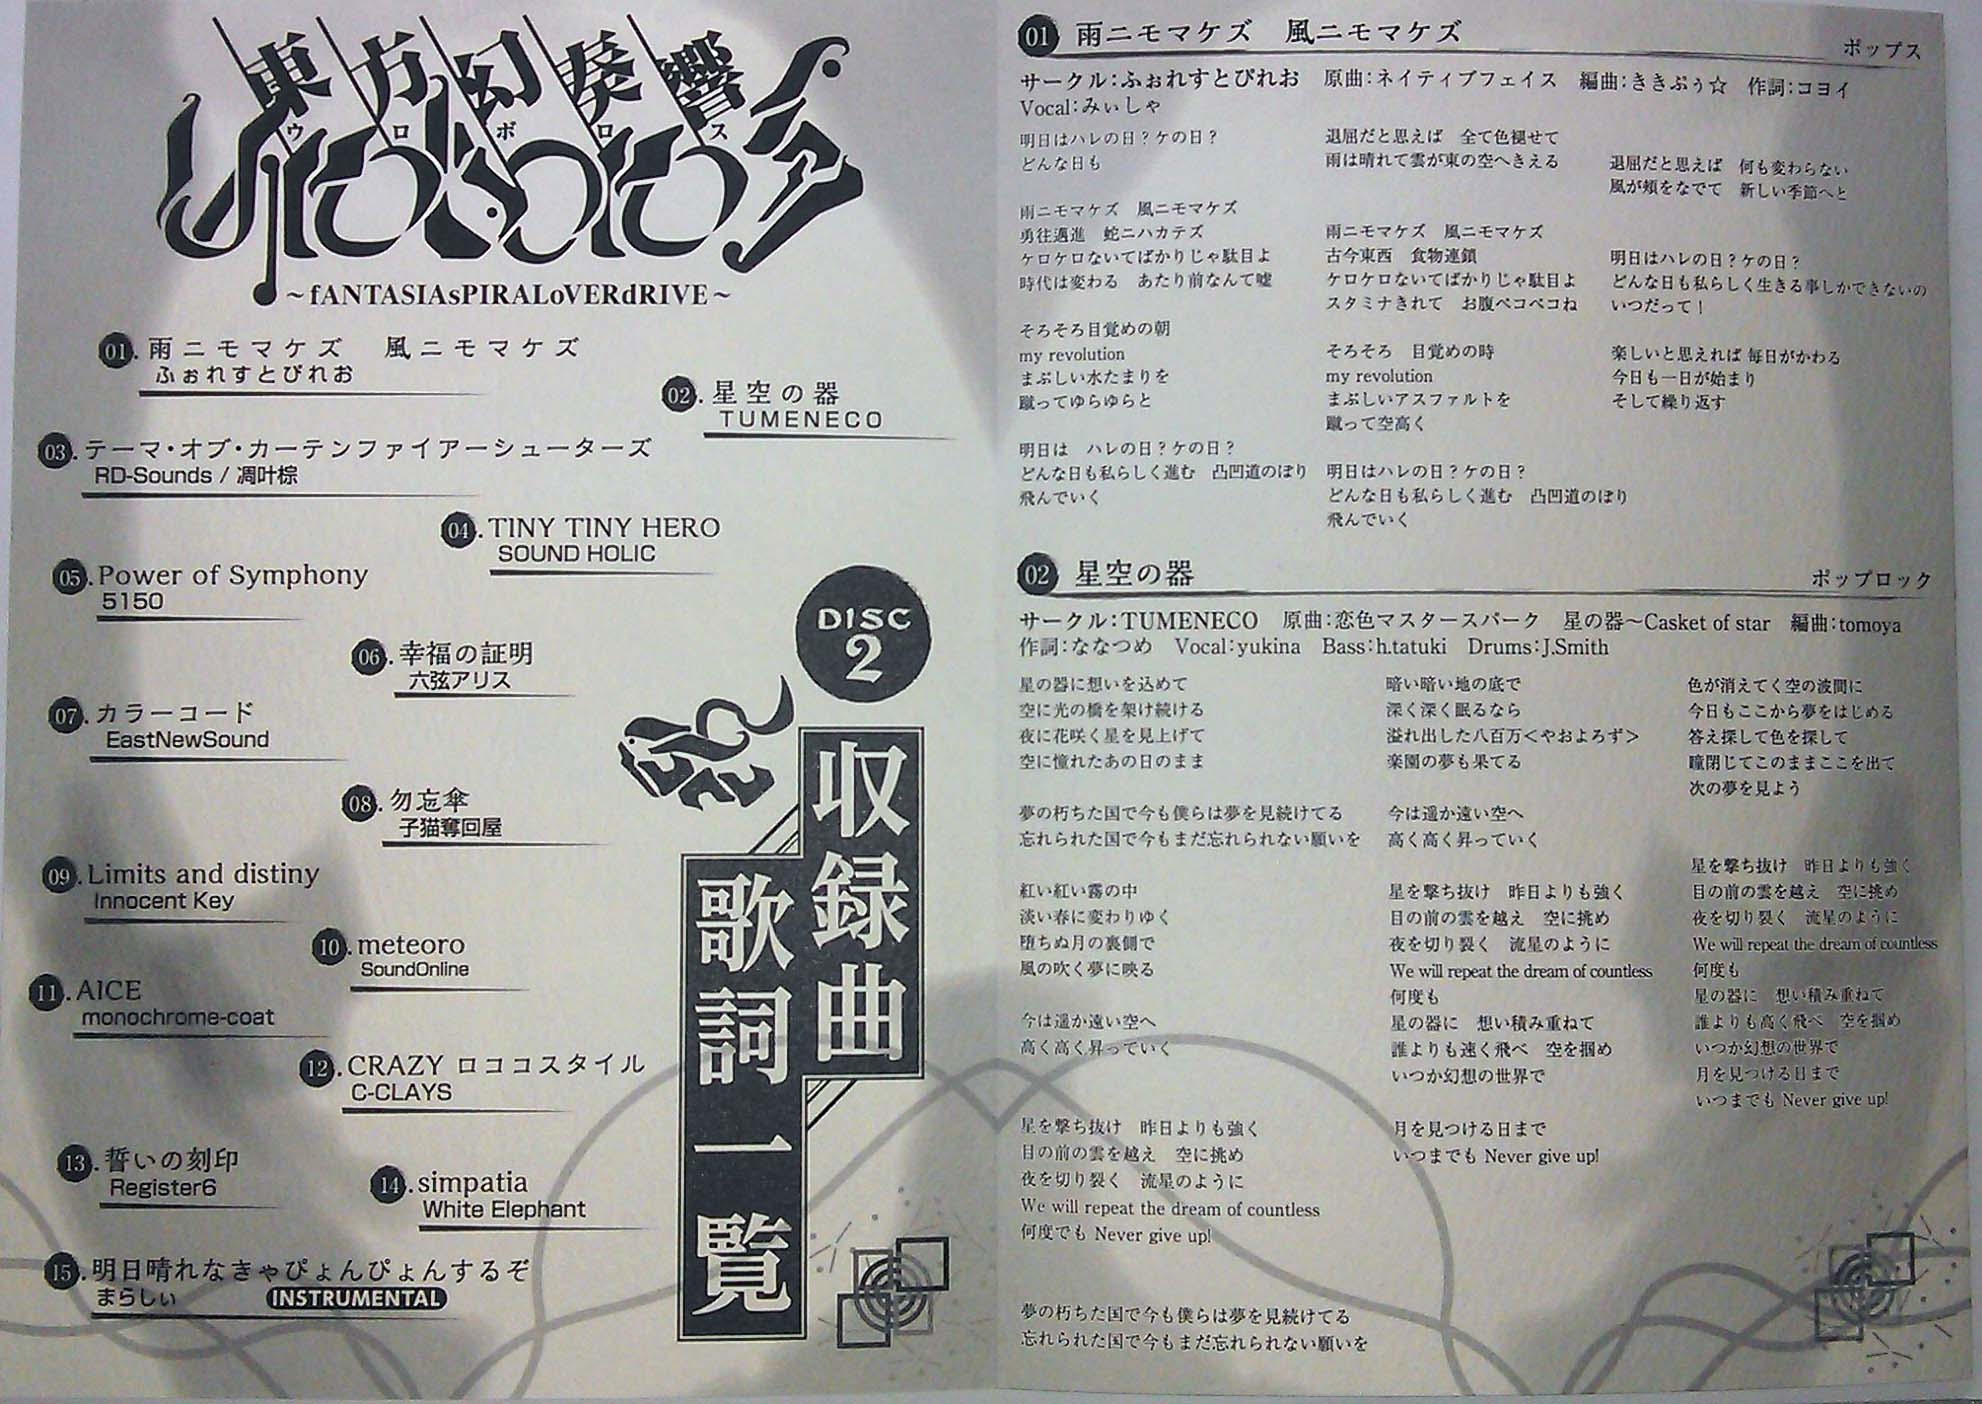 東方幻奏響
ウロボロス
UROBOROS
~fANTASIAsPIRALoVERdRIVE~
01.雨ニモマケズ 風ニモマケズ
ふぉれすとぴれお
02.星空の器
TUMENECO
03.テーマ・オブ・カーテンファイアーシューターズ
RD-Sounds / 凋叶棕
04.TINY TINY HERO
SOUND HOLIC
05.Power of Symphony
5150
06.幸福の証明
六弦アリス
07.カラーコード
EastNewSound
08.勿忘傘
子猫奪回屋
09.Limits and distiny
Innocent Key
10.meteoro
SoundOnline
11.AICE
monochrome-coat
12.CRAZY ロココスタイル
C-CLAYS
13.誓いの刻印
Register6
14.simpatia
White Elephant
15.明日晴れなきゃぴょんぴょんするぞ
まらしぃ INSTRUMENTAL
DISC
2
収録曲
歌詞一覧
01 雨ニモマケズ 風ニモマケズ ポップス
サークル:ふぉれすとぴれお 原曲:ネイティブフェイス 編曲:ききぷぅ☆ 作詞:コヨイ
Vocal:みぃしゃ
明日はハレの日?ケの日?
どんな日も
雨ニモマケズ 風ニモマケズ
勇往邁進 蛇ニハカテズ
ケロケロないてばかりじゃ駄目よ
時代は変わる あたり前なんて嘘
そろそろ目覚めの朝
my revolution
まぶしい水たまりを
蹴ってゆらゆらと
明日は ハレの日?ケの日?
どんな日も私らしく進む 凸凹道のぼり
飛んでいく
退屈だと思えば 全て色褪せて
雨は晴れて雲が東の空へきえる
雨ニモマケズ 風ニモマケズ
古今東西 食物連鎖
ケロケロないてばかりじゃ駄目よ
スタミナきれて お腹ペコペコね
そろそろ 目覚めの時
my revolution
まぶしいアスファルトを
蹴って空高く
明日はハレの日?ケの日?
どんな日も私らしく進む 凸凹道のぼり
飛んでいく
退屈だと思えば 何も変わらない
風が頬をなでて 新しい季節へと
明日はハレの日?ケの日?
どんな日も私らしく生きる事しかできないの
いつだって!
楽しいと思えれば 毎日がかわる
今日も一日が始まり
そして繰り返す
02 星空の器 ポップロック
サークル:TUMENECO 原曲:恋色マスタースパーク 星の器~Casket of star 編曲:tomoya
作詞:ななつめ Vocal:yukina Bass:h.tatuki Drums:J.Smith
星の器に想いを込めて
空に光の橋を架け続ける
夜に花咲く星を見上げて
空に憧れたあの日のまま
夢の朽ちた国で今も僕らは夢を見続けてる
忘れられた国で今もまだ忘れられない願いを
紅い紅い霧の中
淡い春に変わりゆく
堕ちぬ月の裏側で
風の吹く夢に映る
今は遥か遠い空へ
高く高く昇っていく
星を撃ち抜け 昨日よりも強く
目の前の雲を越え 空に挑め
夜を切り裂く 流星のように
We will repeat the dream of countless
何度でも Never give up!
夢の朽ちた国で今も僕らは夢を見続けてる
忘れられた国で今もまだ忘れられない願いを
暗い暗い地の底で
深く深く眠るなら
溢れ出した八百万<やおよろず>
楽園の夢も果てる
今は遥か遠い空へ
高く高く昇っていく
星を撃ち抜け 昨日よりも強く
目の前の雲を越え 空に挑め
夜を切り裂く 流星のように
We will repeat the dream of countless
何度も
星の器に 想い積み重ねて
誰よりも速く飛べ 空を掴め
いつか幻想の世界で
月を見つける日まで
いつまでも Never give up!
色が消えてく空の波間に
今日もここから夢をはじめる
答え探して色を探して
瞳閉じてこのままここを出て
次の夢を見よう
星を撃ち抜け 昨日よりも強く
目の前の雲を越え 空に挑め
夜を切り裂く 流星のように
We will repeat the dream of countless
何度も
星の器に 想い積み重ねて
誰よりも高く飛べ 空を掴め
いつか幻想の世界で
月を見つける日まで
いつまでも Never give up!